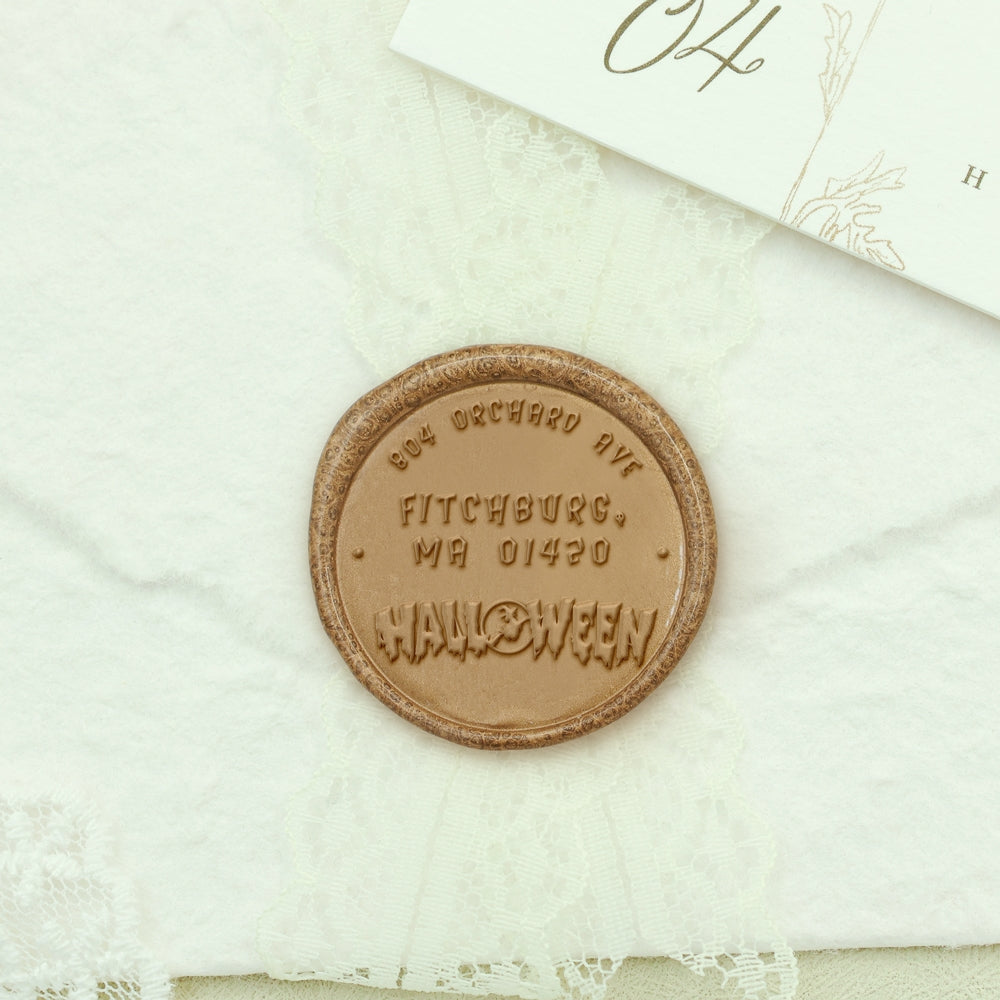 04
H
804 ORCHARD AVE
FITCHBURG,
MA 01420
HALLOWEEN